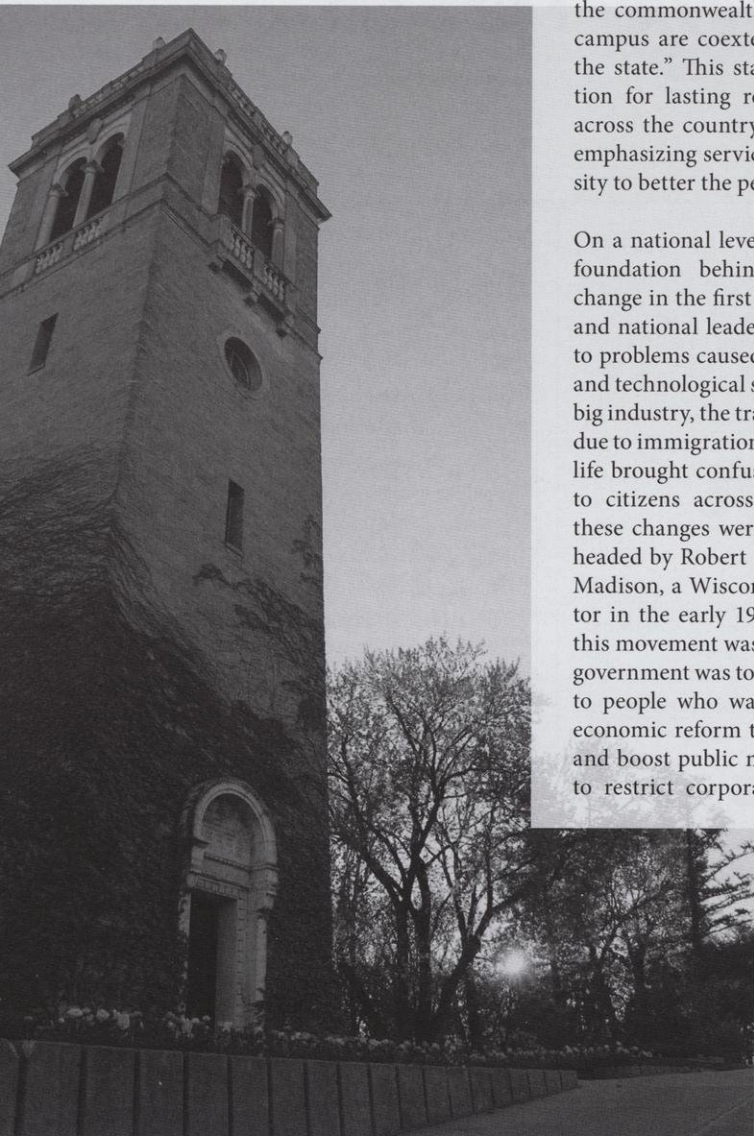 the commonwealt
campus are coexte
the state.” This sta
tion for lasting re
across the country
emphasizing servic
sity to better the pe
On a national leve
foundation behin
change in the first
and national leade
to problems caused
and technological s
big industry, the tra
due to immigration
life brought confus
to citizens across
these changes wer
headed by Robert
Madison, a Wiscon
tor in the early 19
this movement was
government was to
to people who wa
economic reform t
and boost public n
to restrict corpora